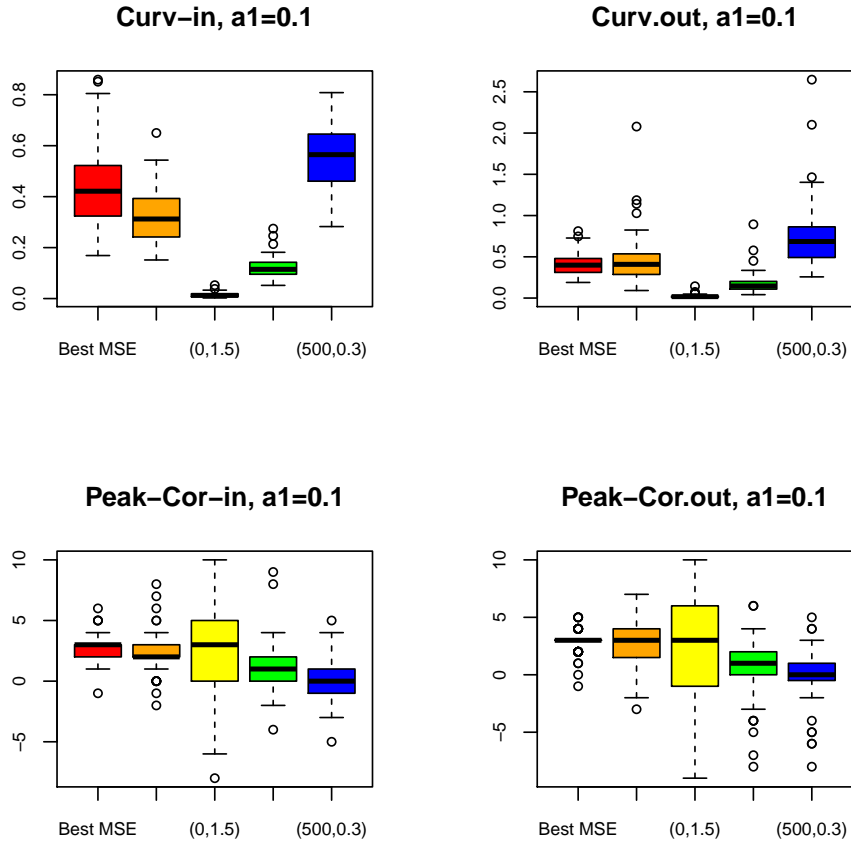 Curv−in, a1=0.1
0.8
0.6
0.4
0.2
0.0
Best MSE (0,1.5) (500,0.3)
Curv.out, a1=0.1
2.5
2.0
1.5
1.0
0.5
0.0
Best MSE (0,1.5) (500,0.3)
Peak−Cor−in, a1=0.1
10
5
0
−5
Best MSE (0,1.5) (500,0.3)
Peak−Cor.out, a1=0.1
10
5
0
−5
Best MSE (0,1.5) (500,0.3)